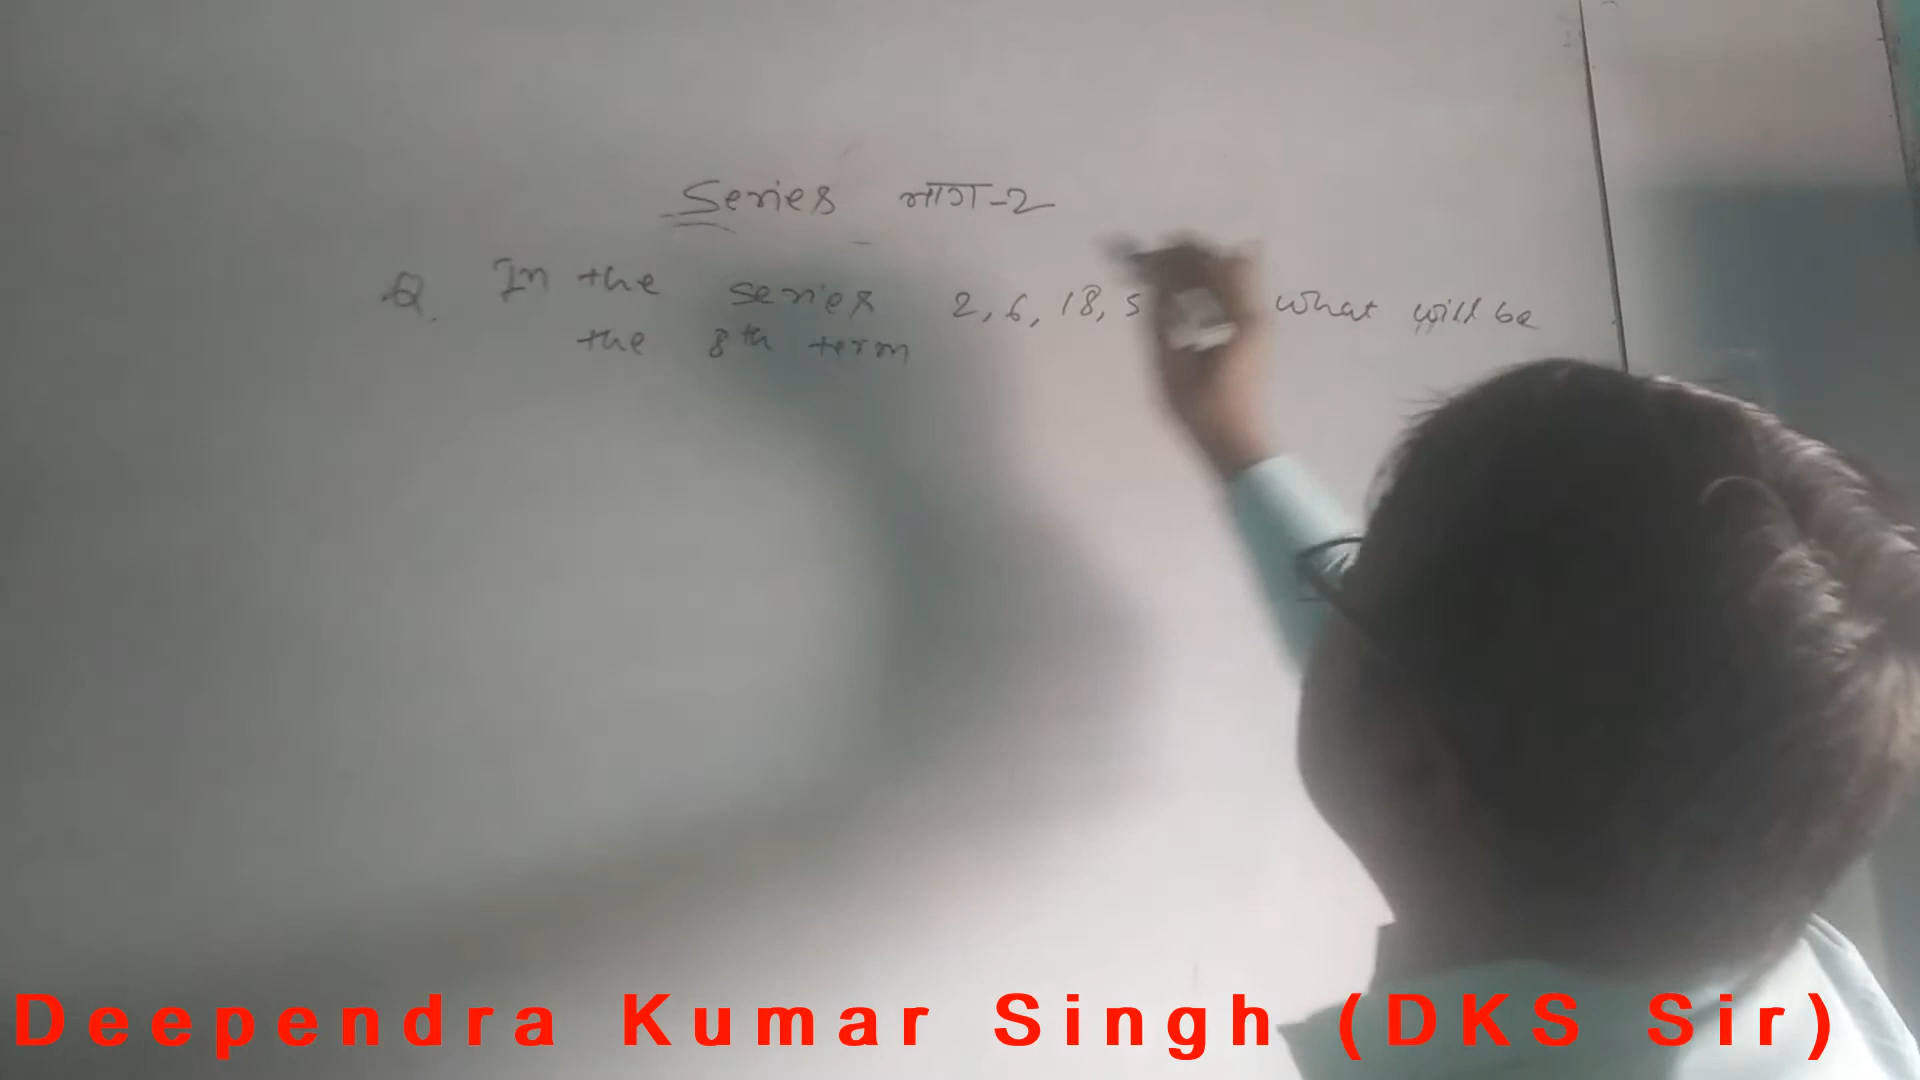 Series भाग-2
Q. In the series 2, 6, 18, 5 what will be
the 8th term
Deependra Kumar Singh (DKS Sir)